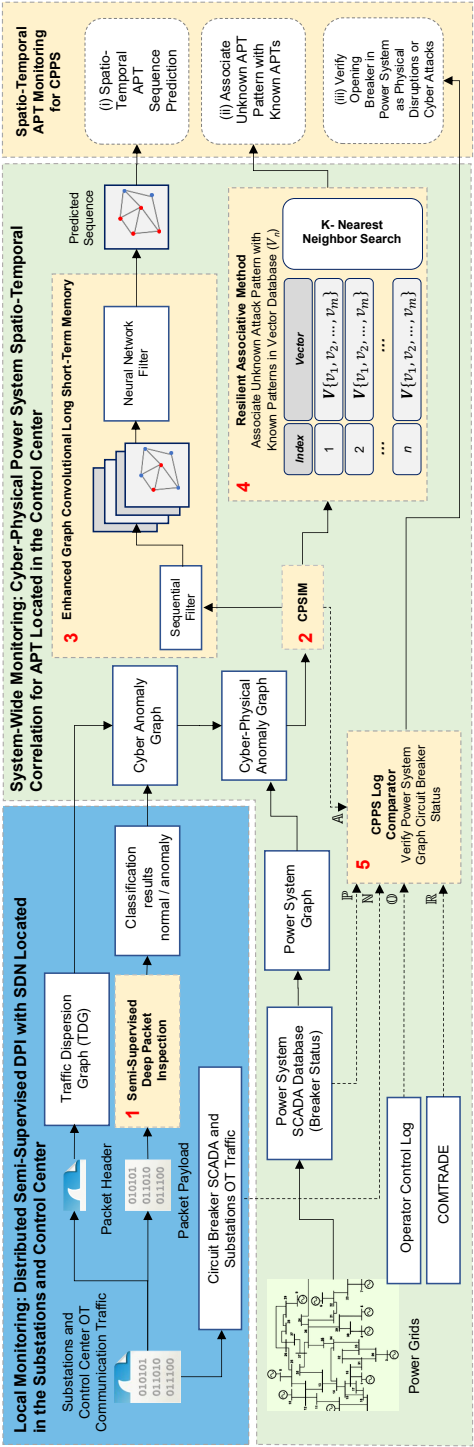 Local Monitoring: Distributed Semi-Supervised DPI with SDN Located
in the Substations and Control Center
Substations and
Control Center OT
Communication Traffic
010101
011010
011100
Packet Header
010101
011010
011100
Packet Payload
Traffic Dispersion
Graph (TDG)
1
Semi-Supervised
Deep Packet
Inspection
Classification
results
normal / anomaly
Circuit Breaker SCADA and
Substations OT Traffic
System-Wide Monitoring: Cyber-Physical Power System Spatio-Temporal
Correlation for APT Located in the Control Center
Cyber Anomaly
Graph
Cyber-Physical
Anomaly Graph
Power Grids
Power System
SCADA Database
(Breaker Status)
Power System
Graph
Operator Control Log
COMTRADE
2
CPSIM
3
Enhanced Graph Convolutional Long Short-Term Memory
Sequential
Filter
Neural Network
Filter
Predicted
Sequence
4
Resilient Associative Method
Associate Unknown Attack Pattern with
Known Patterns in Vector Database (Vn)
Index
Vector
1
V{v1, v2, ..., vm}
2
V{v1, v2, ..., vm}
...
...
n
V{v1, v2, ..., vm}
K- Nearest
Neighbor Search
𝔸
ℙ
ℕ
𝕆
ℝ
5
CPPS Log
Comparator
Verify Power System
Graph Circuit Breaker
Status
Spatio-Temporal
APT Monitoring
for CPPS
(i) Spatio-
Temporal
APT
Sequence
Prediction
(ii) Associate
Unknown APT
Pattern with
Known APTs
(iii) Verify
Opening
Breaker in
Power System
as Physical
Disruptions or
Cyber Attacks